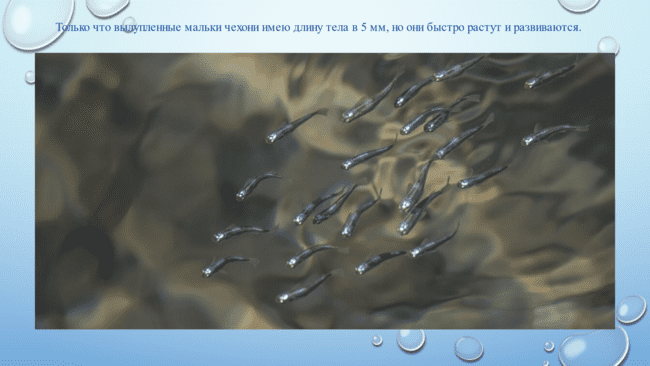 Только что вылупленные мальки чехони имею длину тела в 5 мм, но они быстро растут и развиваются.